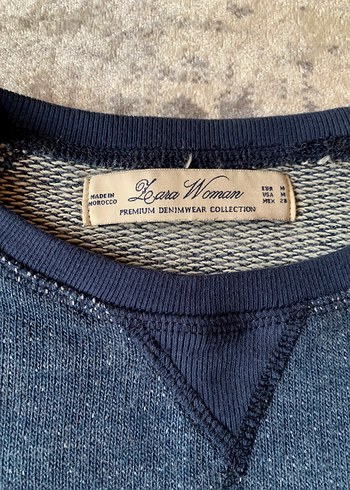 MADE IN
MOROCCO
Zara Woman
PREMIUM DENIMWEAR COLLECTION
EUR M
USA M
MEX 28